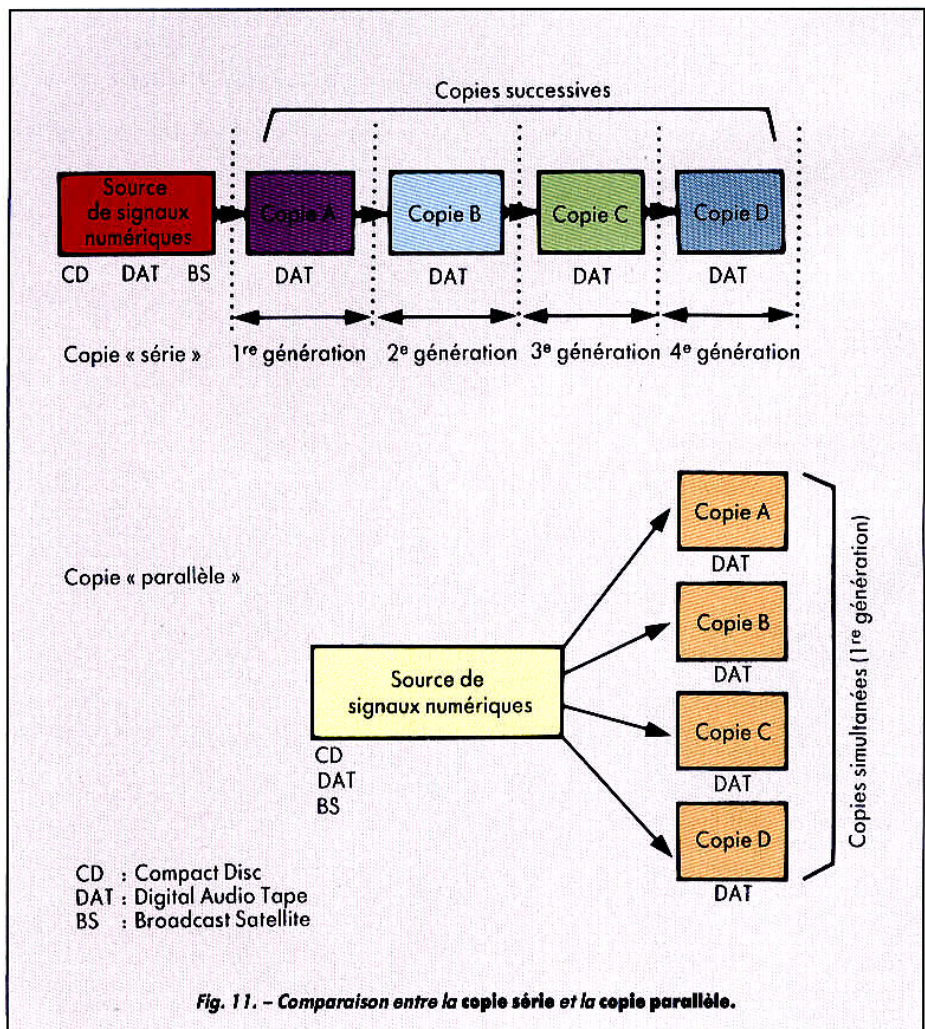 Copies successives
Source
de signaux
numériques
Copie A
Copie B
Copie C
Copie D
CD DAT BS
DAT
DAT
DAT
DAT
Copie « série »
1re génération
2e génération
3e génération
4e génération
Copie « parallèle »
Source de
signaux numériques
CD
DAT
BS
Copie A
DAT
Copie B
DAT
Copie C
DAT
Copie D
DAT
Copies simultanées (1re génération)
CD : Compact Disc
DAT : Digital Audio Tape
BS : Broadcast Satellite
Fig. 11. – Comparaison entre la copie série et la copie parallèle.